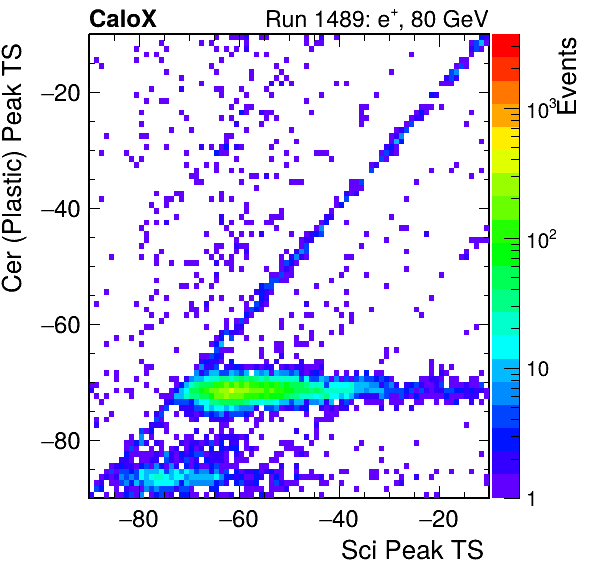 CaloX Run 1489: e⁺, 80 GeV
Cer (Plastic) Peak TS
−20
−40
−60
−80
−80 −60 −40 −20
Sci Peak TS
Events
10³
10²
10
1